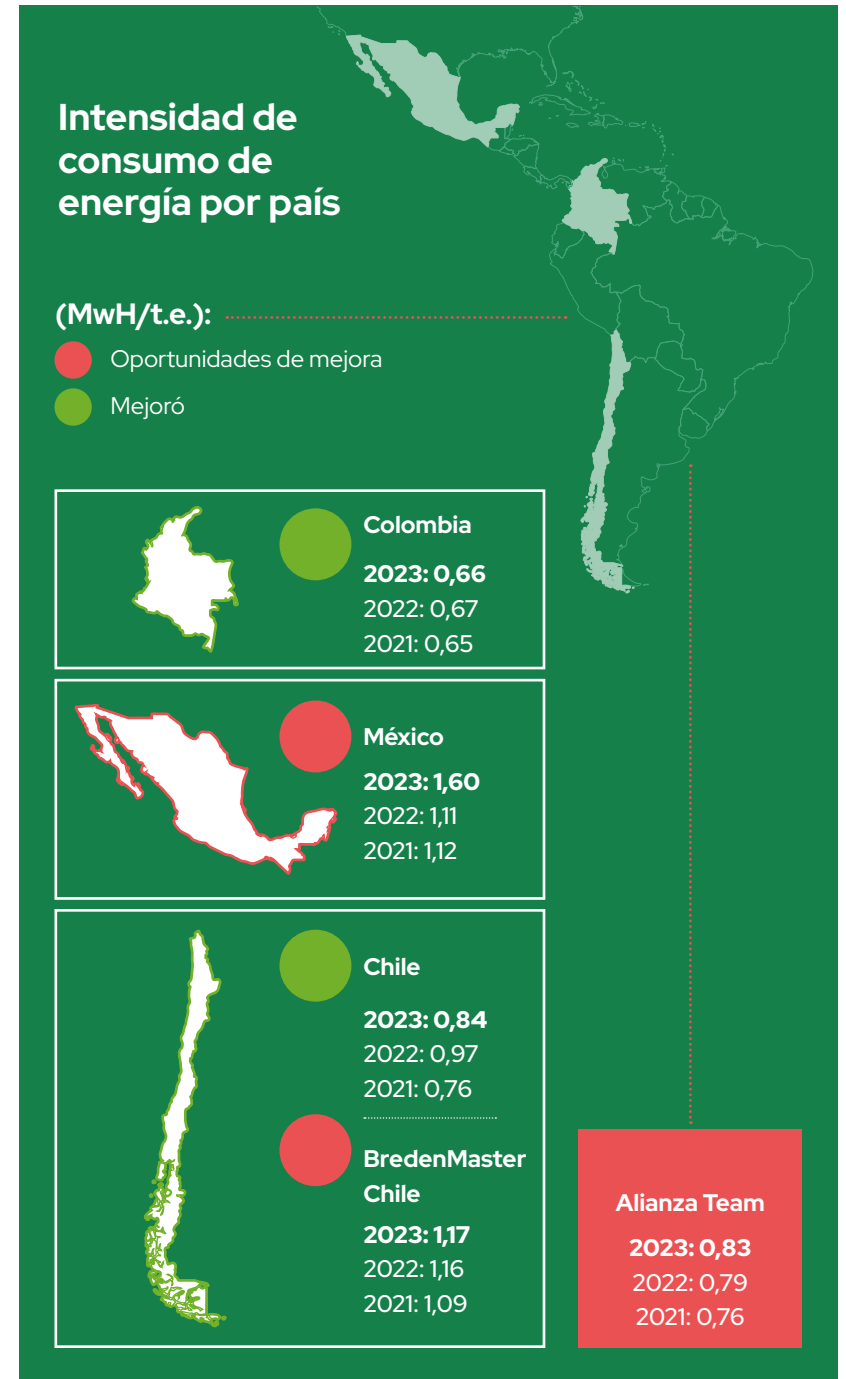 Intensidad de
consumo de
energía por país
(MwH/t.e.):
Oportunidades de mejora
Mejoró
Colombia
2023: 0,66
2022: 0,67
2021: 0,65
México
2023: 1,60
2022: 1,11
2021: 1,12
Chile
2023: 0,84
2022: 0,97
2021: 0,76
BredenMaster
Chile
2023: 1,17
2022: 1,16
2021: 1,09
Alianza Team
2023: 0,83
2022: 0,79
2021: 0,76